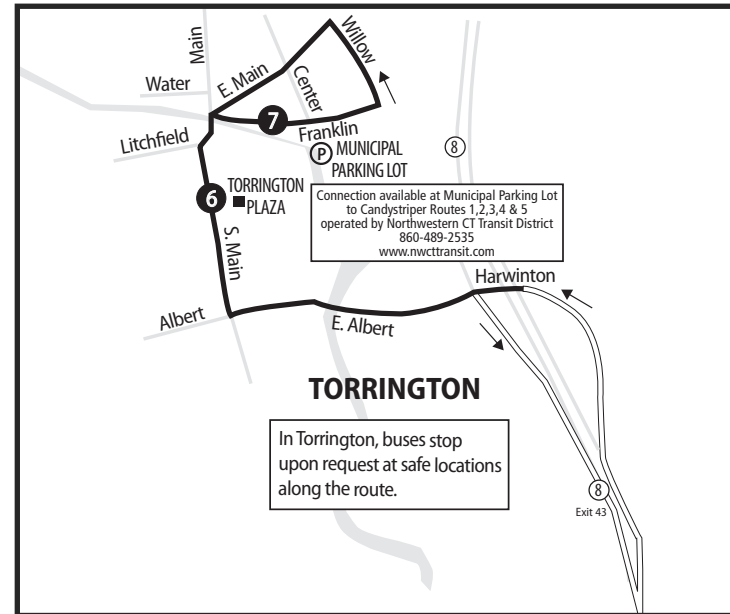 Main
Willow
E. Main
Center
Water
7
Franklin
Litchfield
P
MUNICIPAL
PARKING LOT
8
6
TORRINGTON
PLAZA
Connection available at Municipal Parking Lot
to Candystriper Routes 1,2,3,4 & 5
operated by Northwestern CT Transit District
860-489-2535
www.nwcttransit.com
S. Main
Harwinton
Albert
E. Albert
TORRINGTON
In Torrington, buses stop
upon request at safe locations
along the route.
8
Exit 43